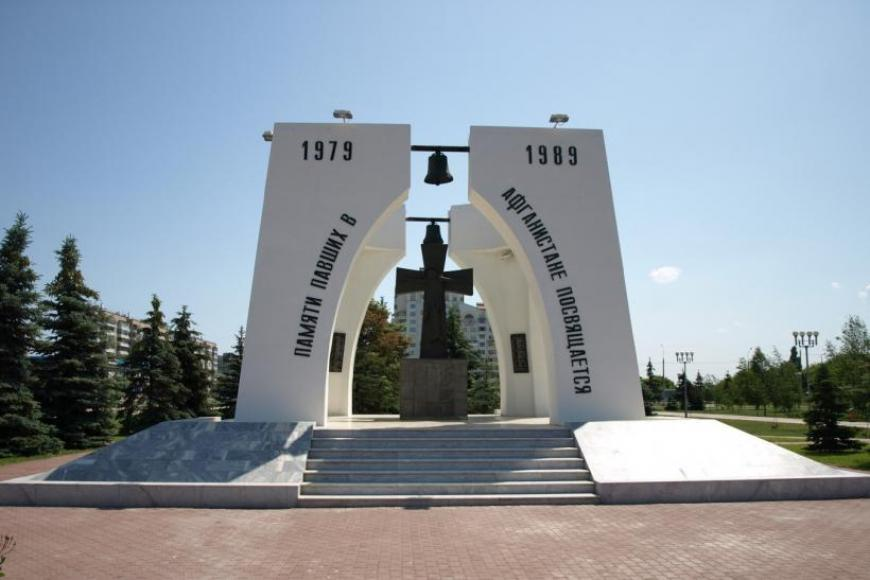 1979
1989
ПАМЯТИ ПАВШИХ В
АФГАНИСТАНЕ ПОСВЯЩАЕТСЯ